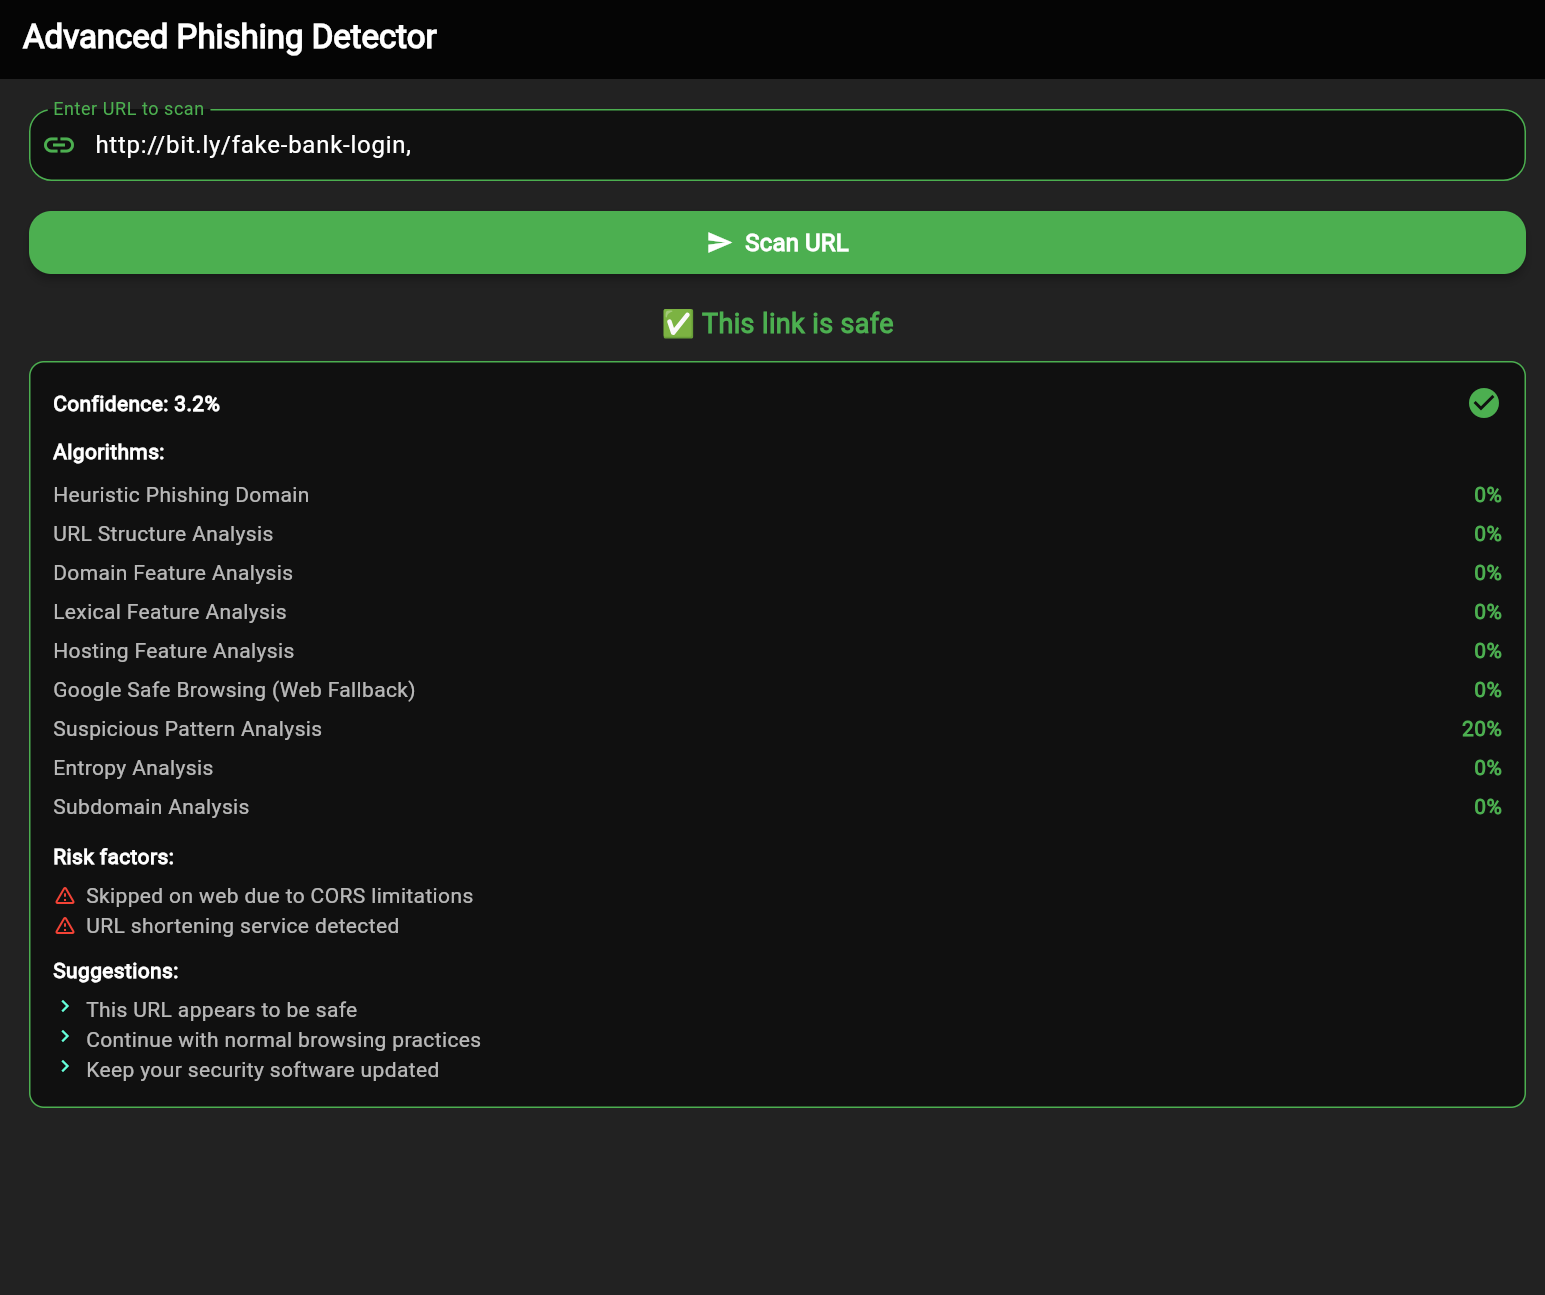 Advanced Phishing Detector
Enter URL to scan
http://bit.ly/fake-bank-login,
Scan URL
✅ This link is safe
Confidence: 3.2%
Algorithms:
Heuristic Phishing Domain 0%
URL Structure Analysis 0%
Domain Feature Analysis 0%
Lexical Feature Analysis 0%
Hosting Feature Analysis 0%
Google Safe Browsing (Web Fallback) 0%
Suspicious Pattern Analysis 20%
Entropy Analysis 0%
Subdomain Analysis 0%
Risk factors:
Skipped on web due to CORS limitations
URL shortening service detected
Suggestions:
This URL appears to be safe
Continue with normal browsing practices
Keep your security software updated